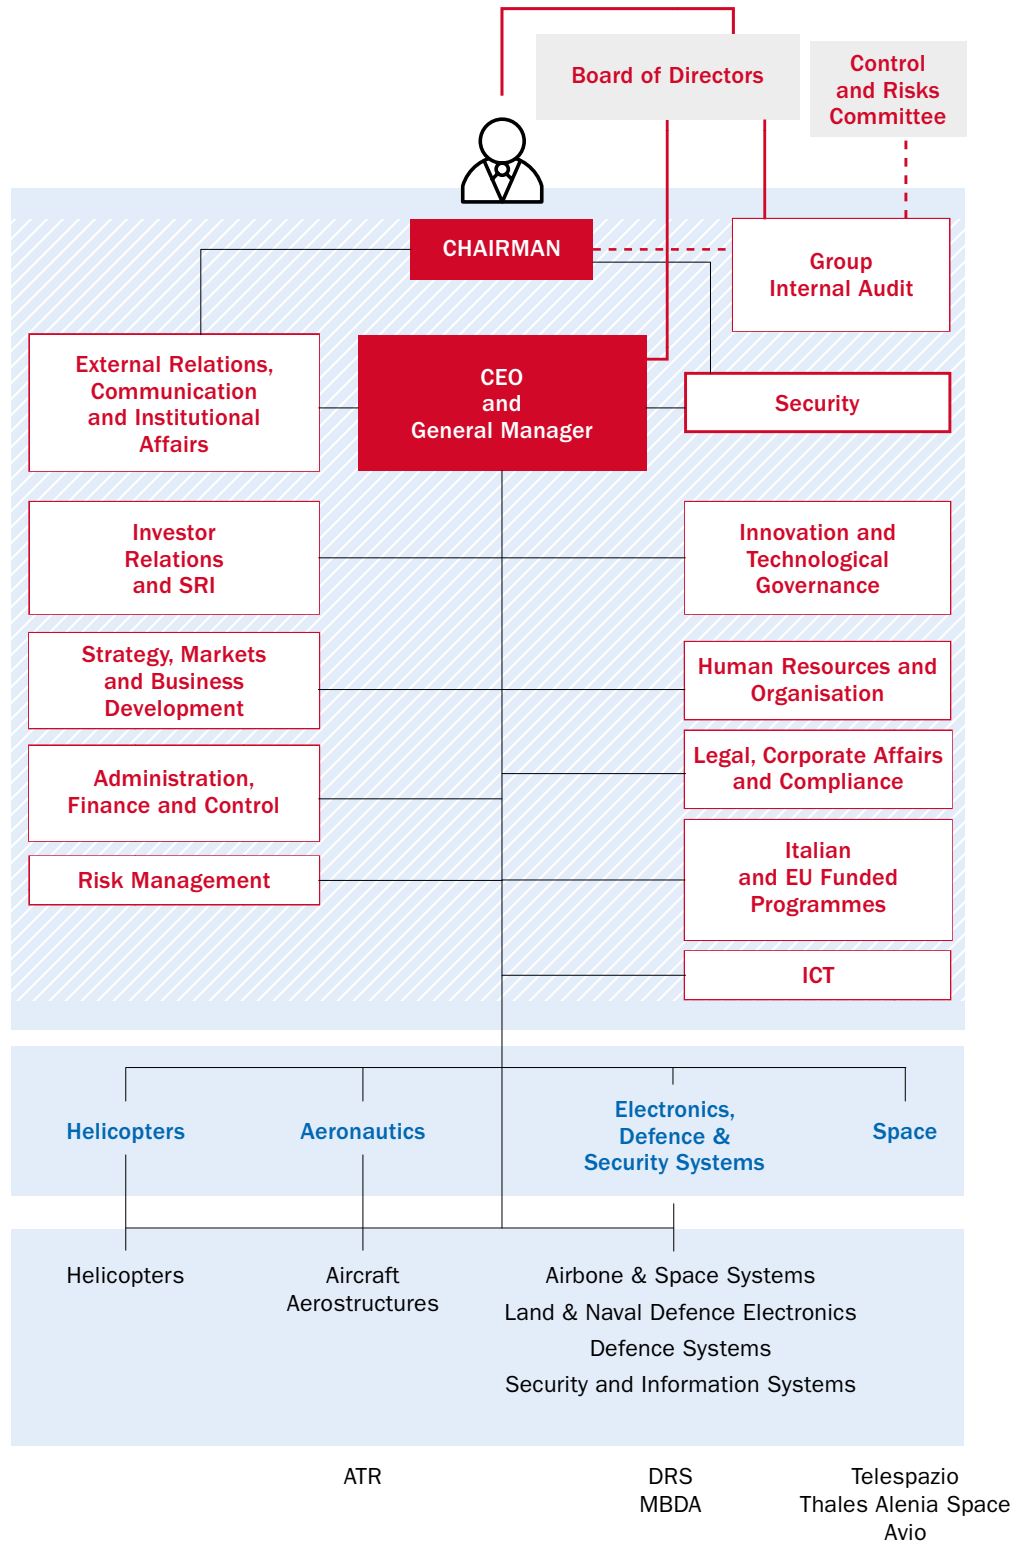 Board of Directors
Control
and Risks
Committee
CHAIRMAN
Group
Internal Audit
External Relations,
Communication
and Institutional
Affairs
CEO
and
General Manager
Security
Investor
Relations
and SRI
Innovation and
Technological
Governance
Strategy, Markets
and Business
Development
Human Resources and
Organisation
Legal, Corporate Affairs
and Compliance
Administration,
Finance and Control
Italian
and EU Funded
Programmes
Risk Management
ICT
Helicopters
Aeronautics
Electronics,
Defence &
Security Systems
Space
Helicopters
Aircraft
Aerostructures
Airbone & Space Systems
Land & Naval Defence Electronics
Defence Systems
Security and Information Systems
ATR
DRS
MBDA
Telespazio
Thales Alenia Space
Avio